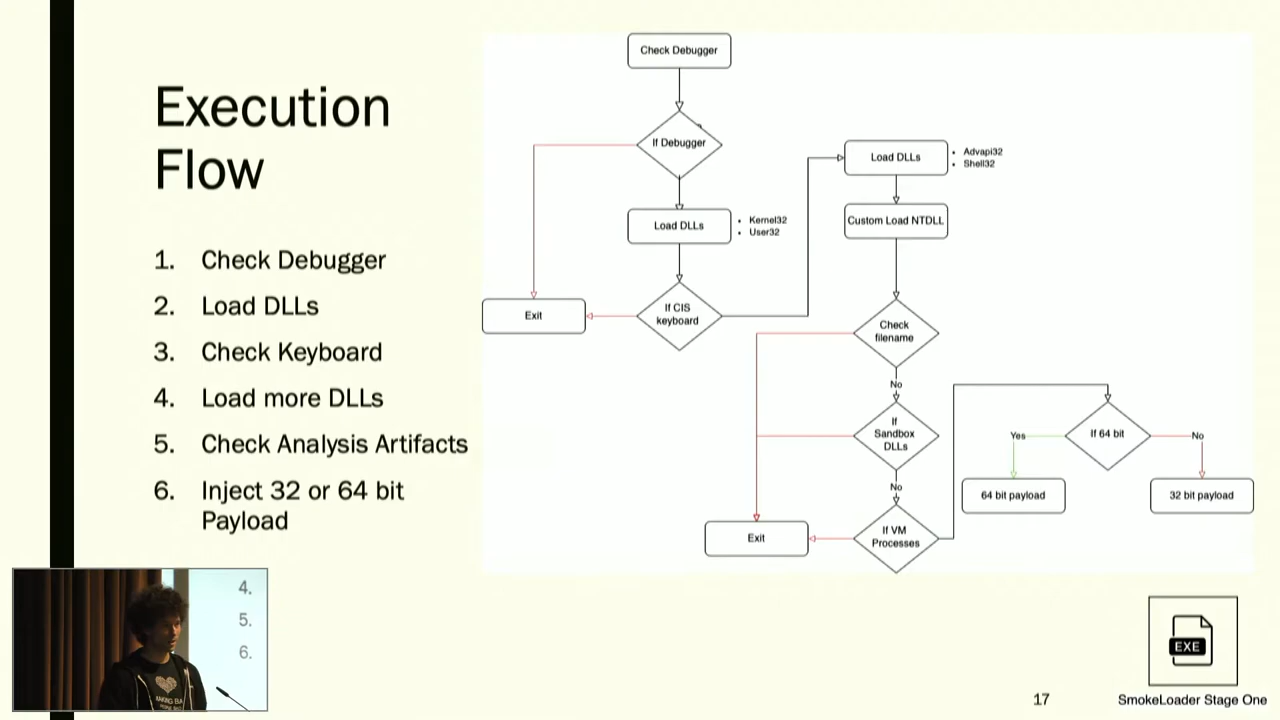 Execution
Flow
1. Check Debugger
2. Load DLLs
3. Check Keyboard
4. Load more DLLs
5. Check Analysis Artifacts
6. Inject 32 or 64 bit
Payload
Check Debugger
If Debugger
Load DLLs
• Kernel32
• User32
If CIS
keyboard
Exit
Load DLLs
• Advapi32
• Shell32
Custom Load NTDLL
Check
filename
No
If
Sandbox
DLLs
No
If VM
Processes
Exit
If 64 bit
Yes
No
64 bit payload
32 bit payload
4.
5.
6.
EXE
17
SmokeLoader Stage One